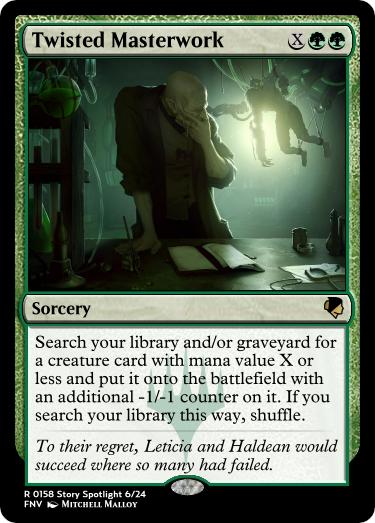 Twisted Masterwork X
Sorcery
Search your library and/or graveyard for
a creature card with mana value X or
less and put it onto the battlefield with
an additional -1/-1 counter on it. If you
search your library this way, shuffle.
To their regret, Leticia and Haldean would
succeed where so many had failed.
R 0158 Story Spotlight 6/24
FNV Mitchell Malloy